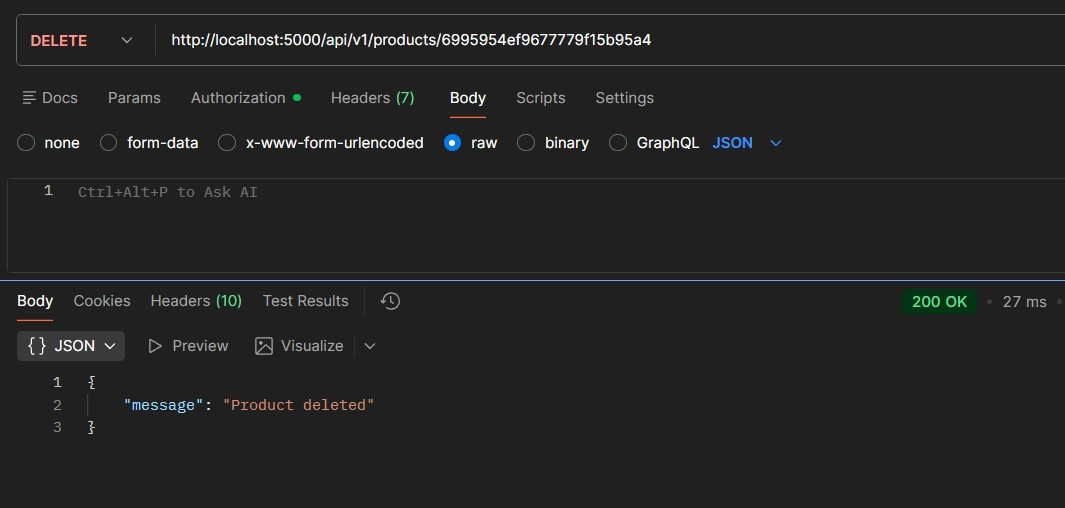 DELETE http://localhost:5000/api/v1/products/6995954ef9677779f15b95a4
Docs Params Authorization Headers (7) Body Scripts Settings
none form-data x-www-form-urlencoded raw binary GraphQL JSON
1 Ctrl+Alt+P to Ask AI
Body Cookies Headers (10) Test Results 200 OK • 27 ms •
{} JSON Preview Visualize
1 {
2 "message": "Product deleted"
3 }